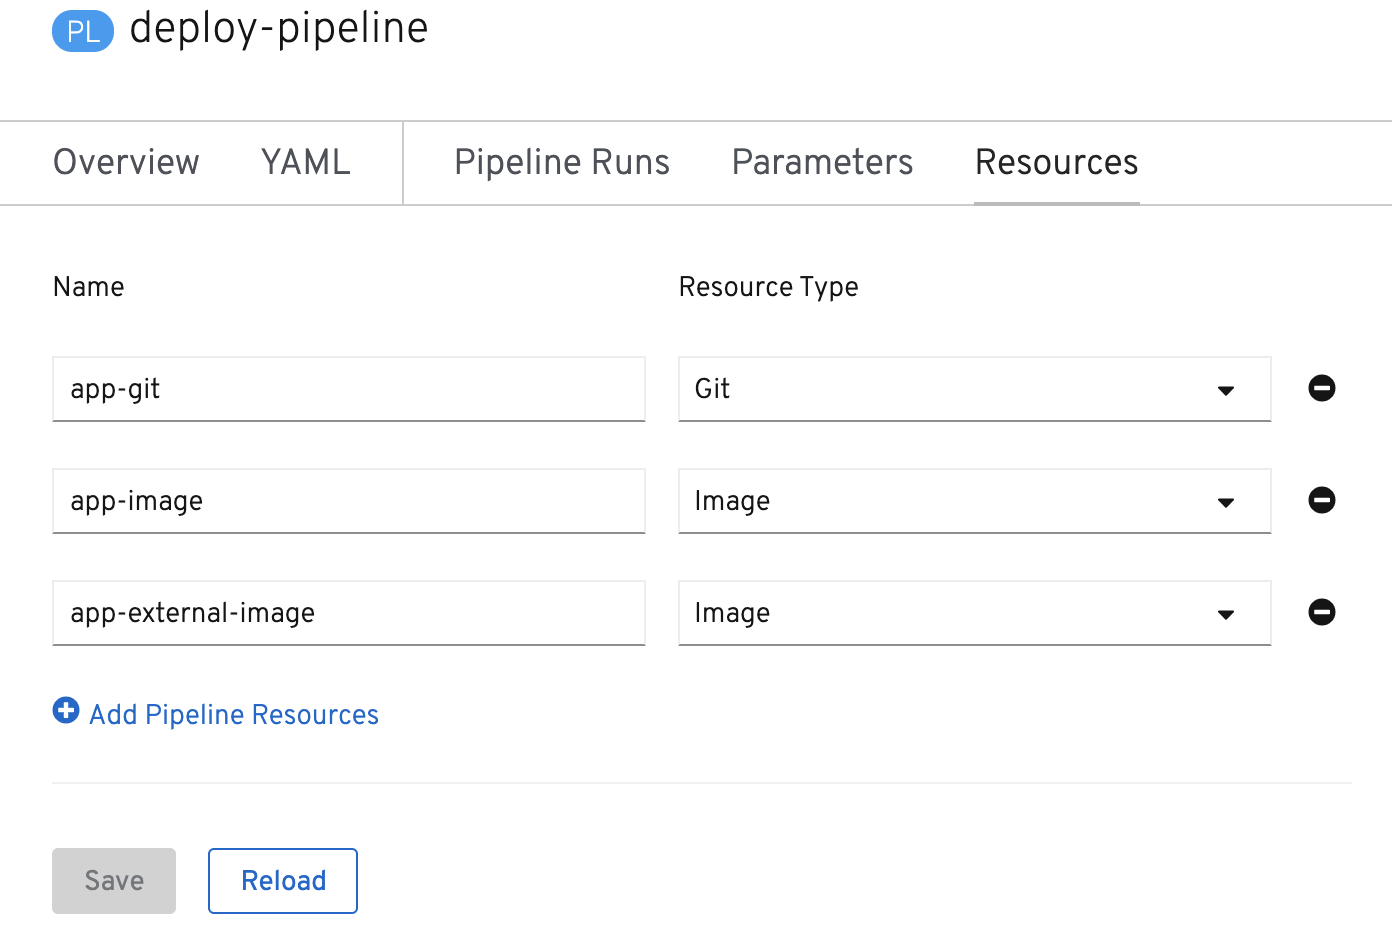 PL deploy-pipeline
Overview YAML Pipeline Runs Parameters Resources
Name Resource Type
app-git Git
app-image Image
app-external-image Image
Add Pipeline Resources
Save Reload